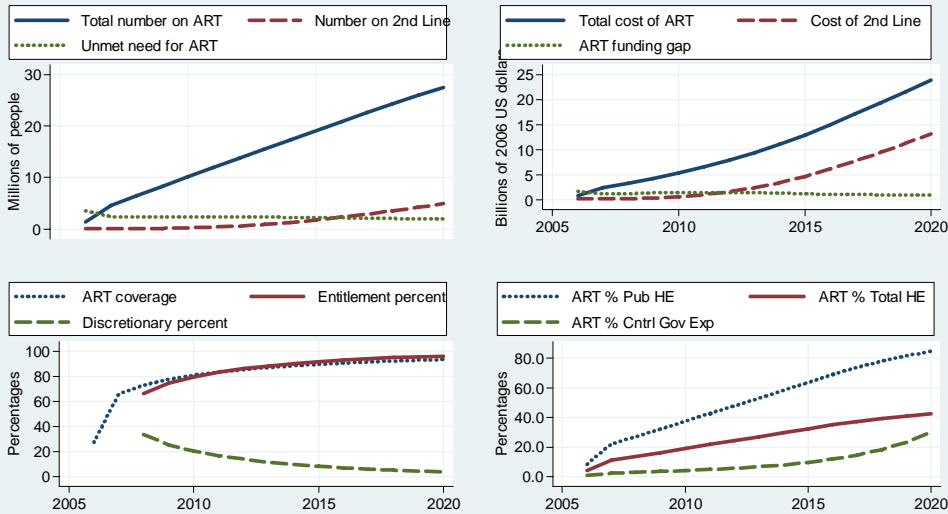 Total number on ART Number on 2nd Line
Unmet need for ART
Millions of people
30
20
10
0
Total cost of ART Cost of 2nd Line
ART funding gap
Billions of 2006 US dolla
25
20
15
10
5
0
2005 2010 2015 2020
ART coverage Entitlement percent
Discretionary percent
Percentages
100
80
60
40
20
0
2005 2010 2015 2020
ART % Pub HE ART % Total HE
ART % Cntrl Gov Exp
Percentages
80.0
60.0
40.0
20.0
0.0
2005 2010 2015 2020